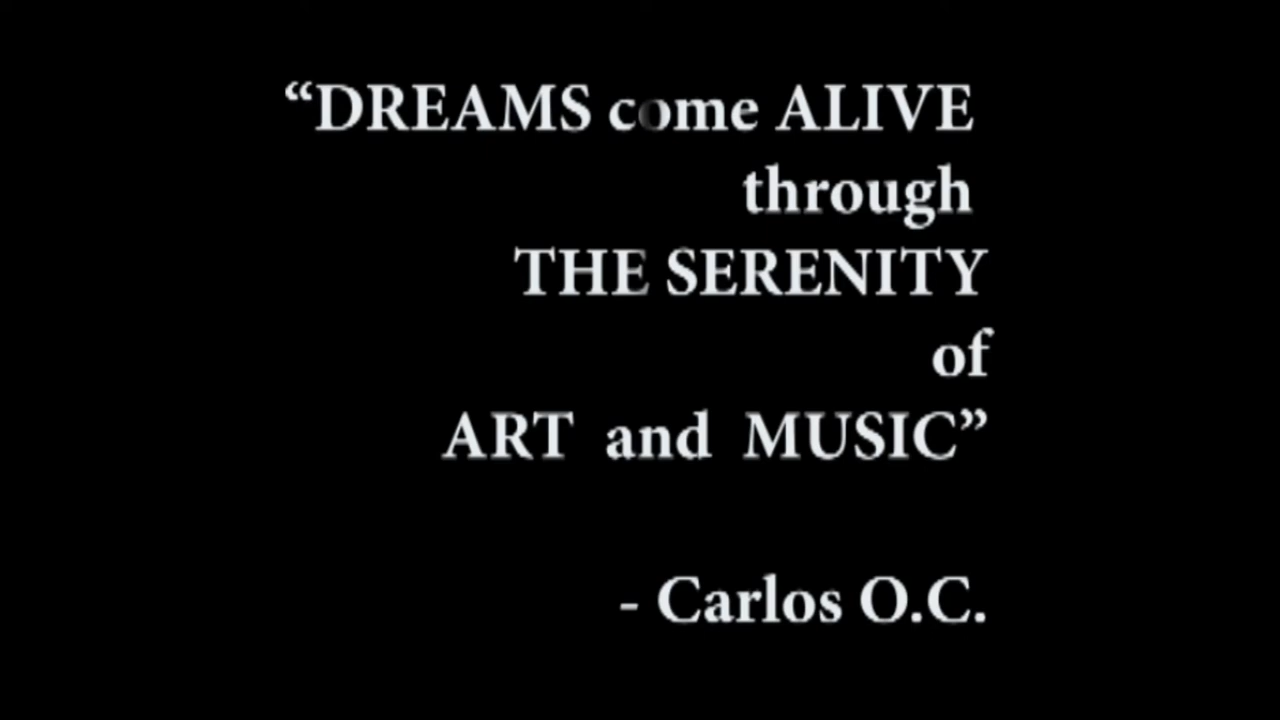 “DREAMS come ALIVE
through
THE SERENITY
of
ART and MUSIC”
- Carlos O.C.